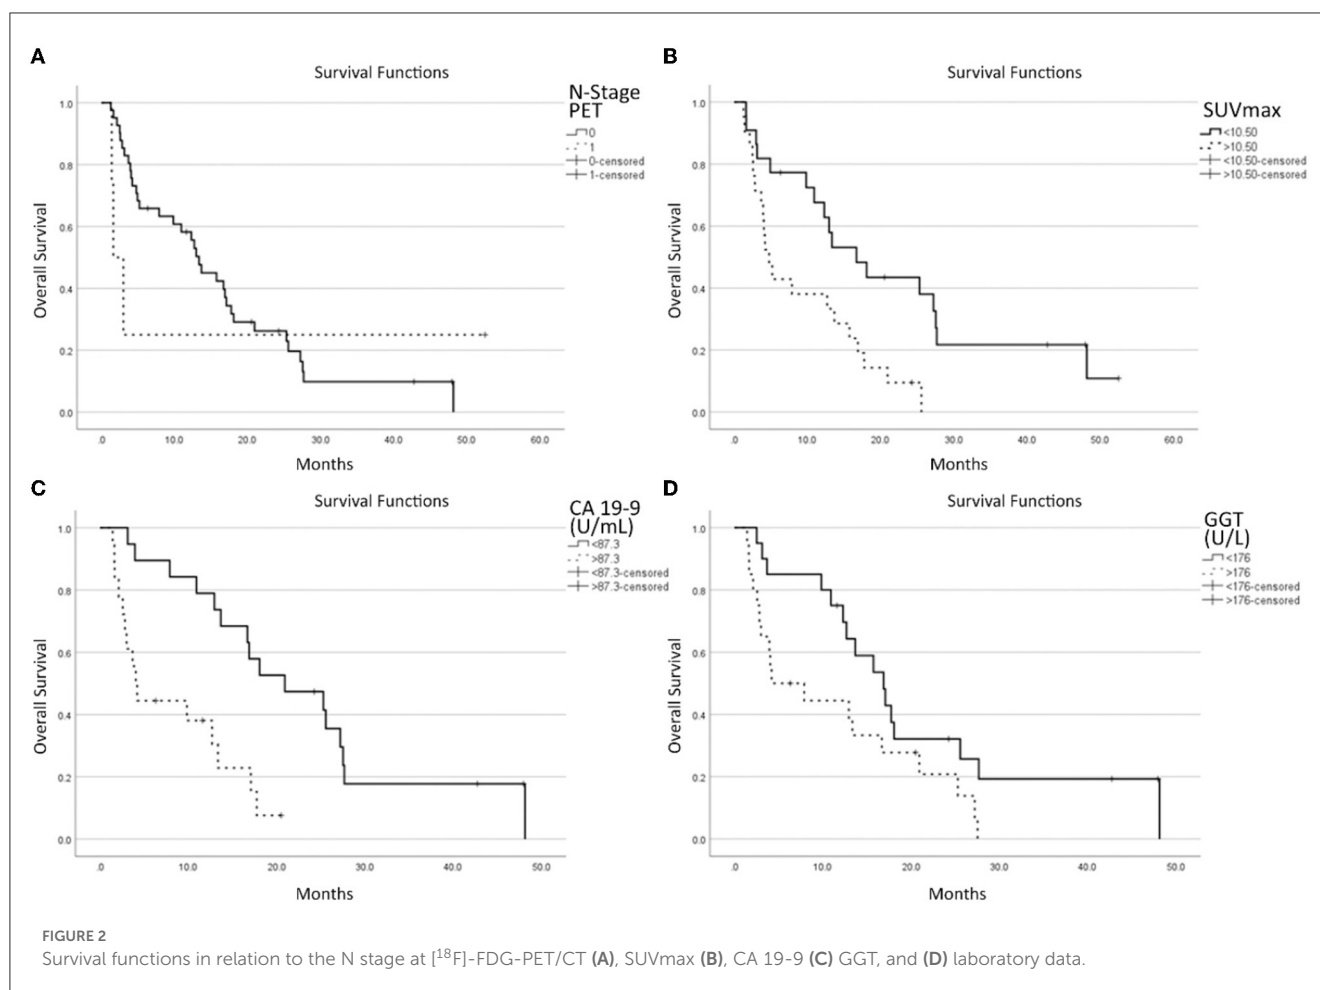 A
Survival Functions
N-Stage
PET
0
1
0-censored
1-censored
Overall Survival
1.0
0.8
0.6
0.4
0.2
0.0
.0 10.0 20.0 30.0 40.0 50.0 60.0
Months
B
Survival Functions
SUVmax
<10.50
>10.50
<10.50-censored
>10.50-censored
Overall Survival
1.0
0.8
0.6
0.4
0.2
0.0
.0 10.0 20.0 30.0 40.0 50.0 60.0
Months
C
Survival Functions
CA 19-9
(U/mL)
<87.3
>87.3
<87.3-censored
>87.3-censored
Overall Survival
1.0
0.8
0.6
0.4
0.2
0.0
.0 10.0 20.0 30.0 40.0 50.0
Months
D
Survival Functions
GGT
(U/L)
<176
>176
<176-censored
>176-censored
Overall Survival
1.0
0.8
0.6
0.4
0.2
0.0
.0 10.0 20.0 30.0 40.0 50.0
Months
FIGURE 2
Survival functions in relation to the N stage at [¹⁸F]-FDG-PET/CT (A), SUVmax (B), CA 19-9 (C) GGT, and (D) laboratory data.